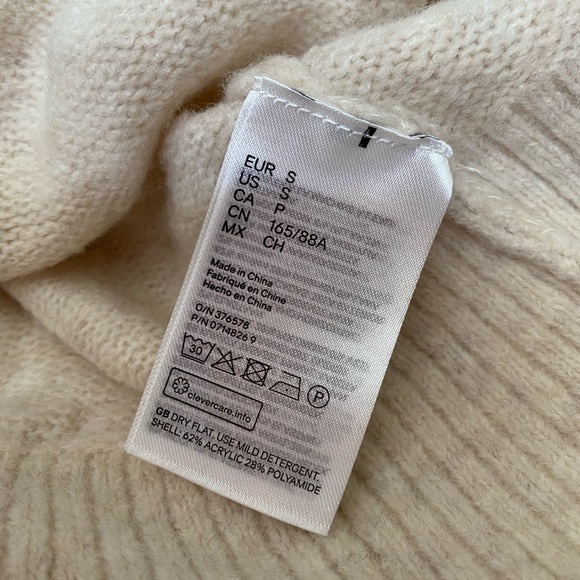 EUR S
US S
CA P
CN 165/88A
MX CH
Made in China
Fabriqué en Chine
Hecho en China
O/N 376578
P/N 0714826 9
30
P
clevercare.info
GB DRY FLAT. USE MILD DETERGENT.
SHELL: 62% ACRYLIC 28% POLYAMIDE